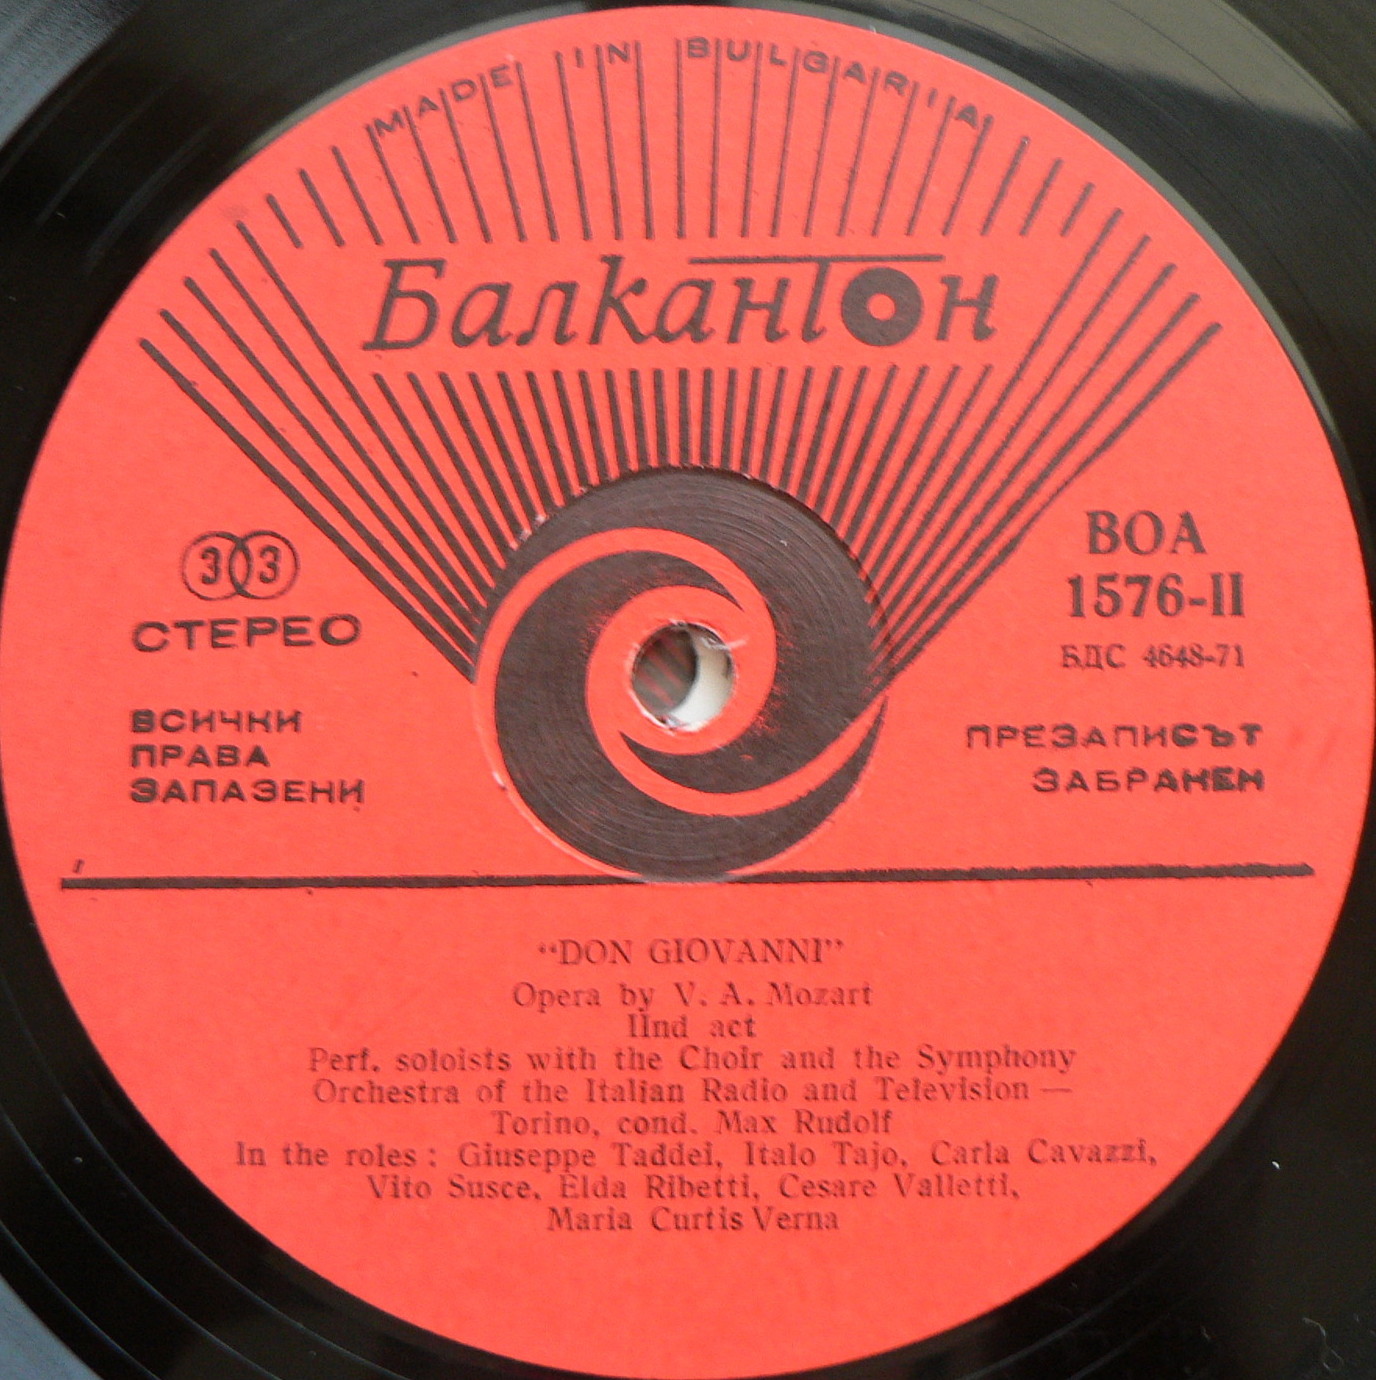 MADE IN BULGARIA
Балкантон
33
СТЕРЕО
ВСИЧКИ
ПРАВА
ЗАПАЗЕНИ
BOA
1576-II
БДС 4648-71
ПРЕЗАПИСЪТ
ЗАБРАНЕН
“DON GIOVANNI”
Opera by V. A. Mozart
IInd act
Perf. soloists with the Choir and the Symphony
Orchestra of the Italian Radio and Television —
Torino, cond. Max Rudolf
In the roles : Giuseppe Taddei, Italo Tajo, Carla Cavazzi,
Vito Susce, Elda Ribetti, Cesare Valletti,
Maria Curtis Verna